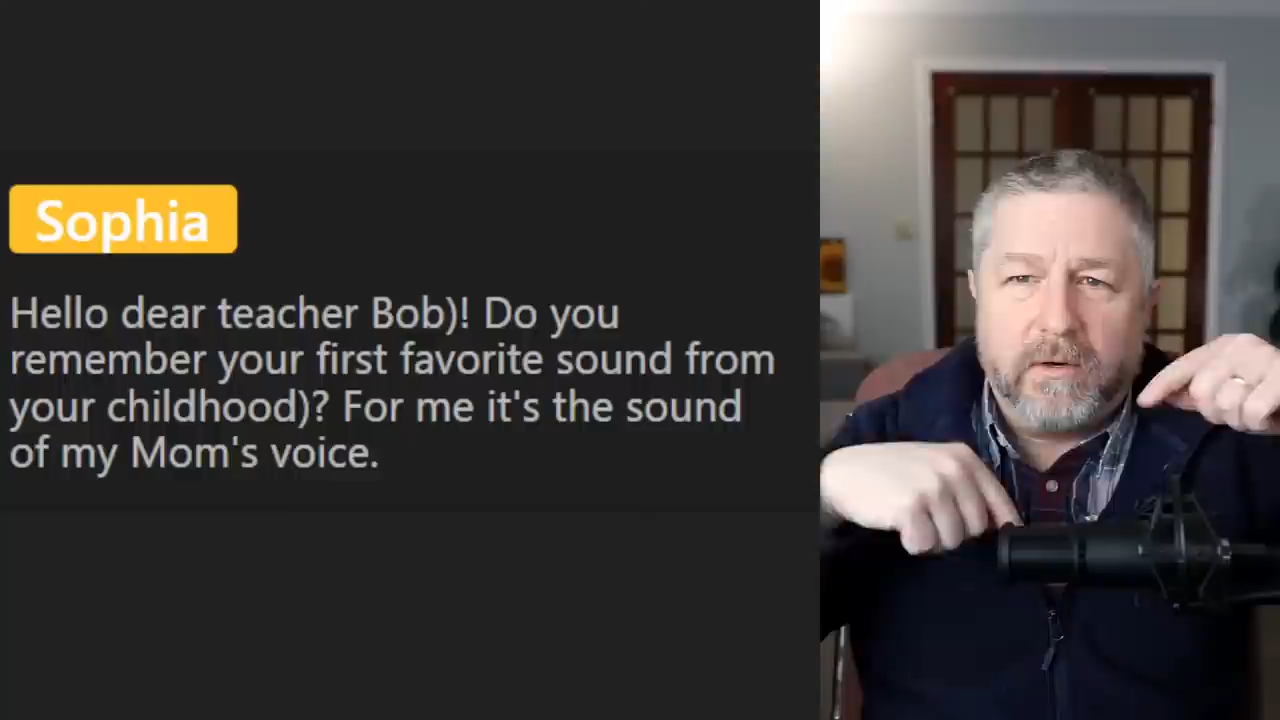 Sophia
Hello dear teacher Bob)! Do you
remember your first favorite sound from
your childhood)? For me it's the sound
of my Mom's voice.